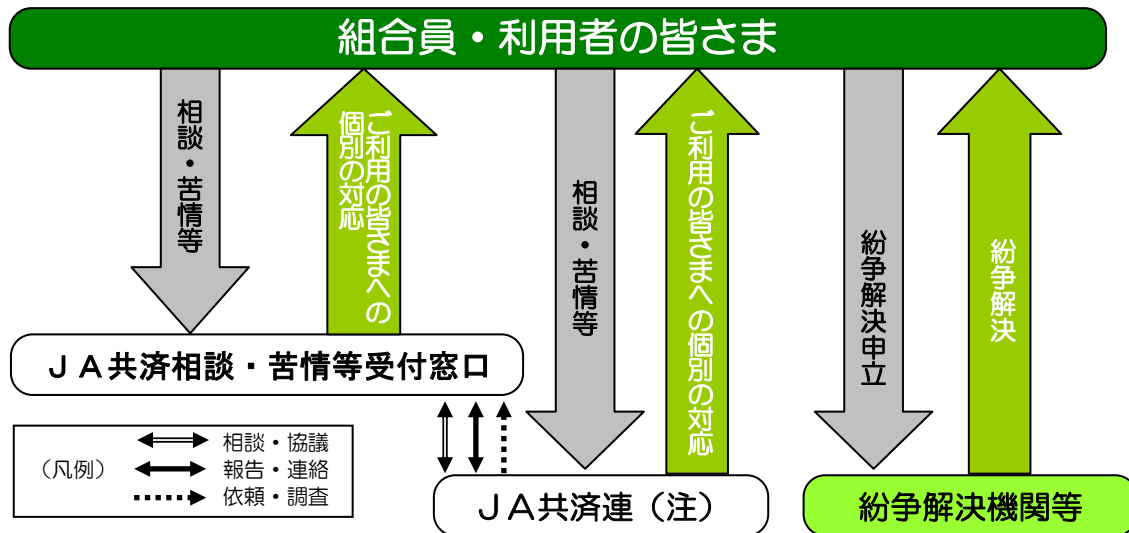 組合員・利用者の皆さま
相談・苦情等
ご利用の皆さまへの
個別の対応
相談・苦情等
ご利用の皆さまへの個別の対応
紛争解決申立
紛争解決
JA共済相談・苦情等受付窓口
(凡例)
相談・協議
報告・連絡
依頼・調査
JA共済連(注)
紛争解決機関等